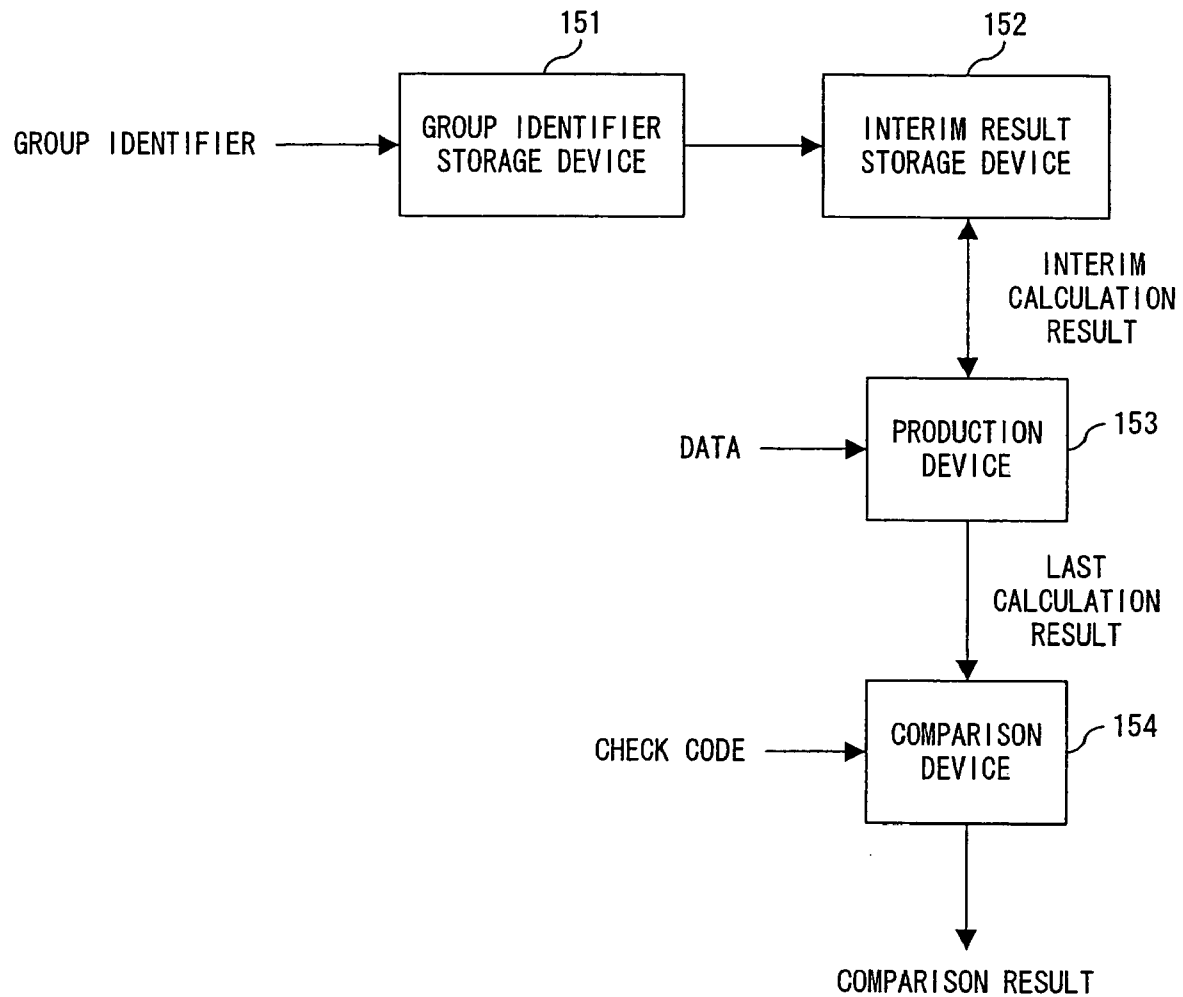 151
152
GROUP IDENTIFIER
GROUP IDENTIFIER
STORAGE DEVICE
INTERIM RESULT
STORAGE DEVICE
INTERIM
CALCULATION
RESULT
DATA
PRODUCTION
DEVICE
153
LAST
CALCULATION
RESULT
CHECK CODE
COMPARISON
DEVICE
154
COMPARISON RESULT